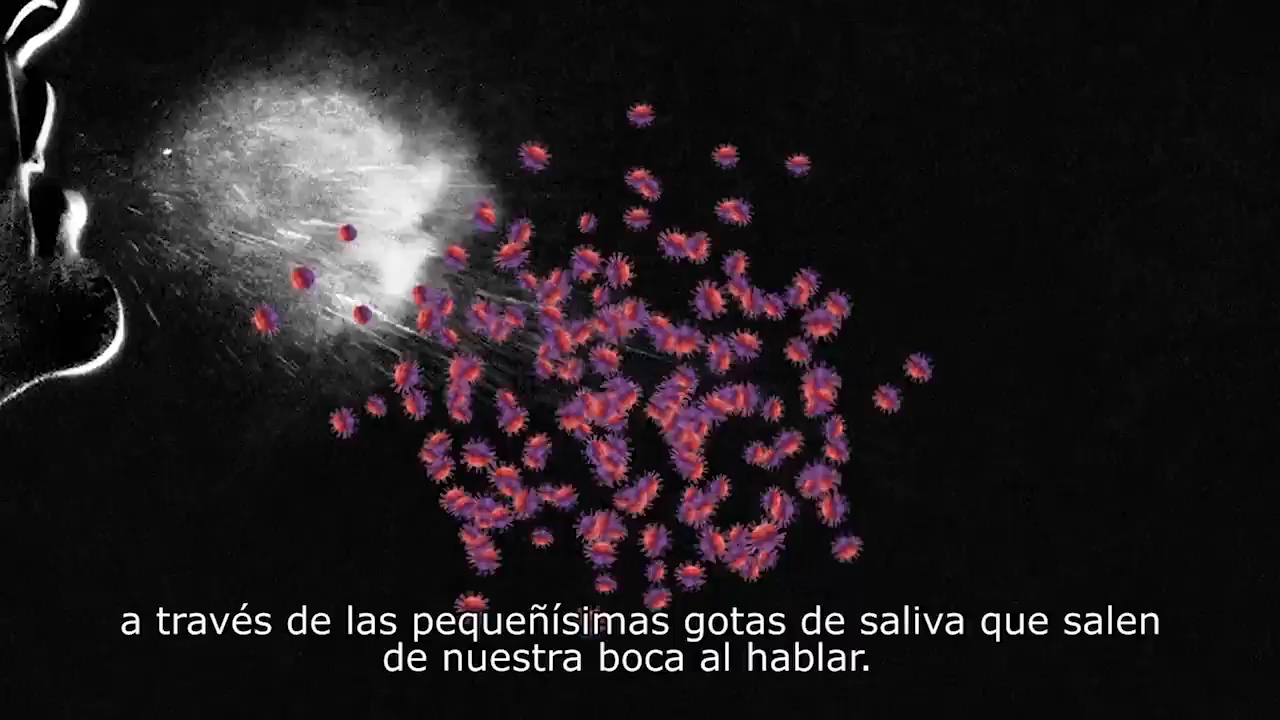 a través de las pequeñísimas gotas de saliva que salen
de nuestra boca al hablar.